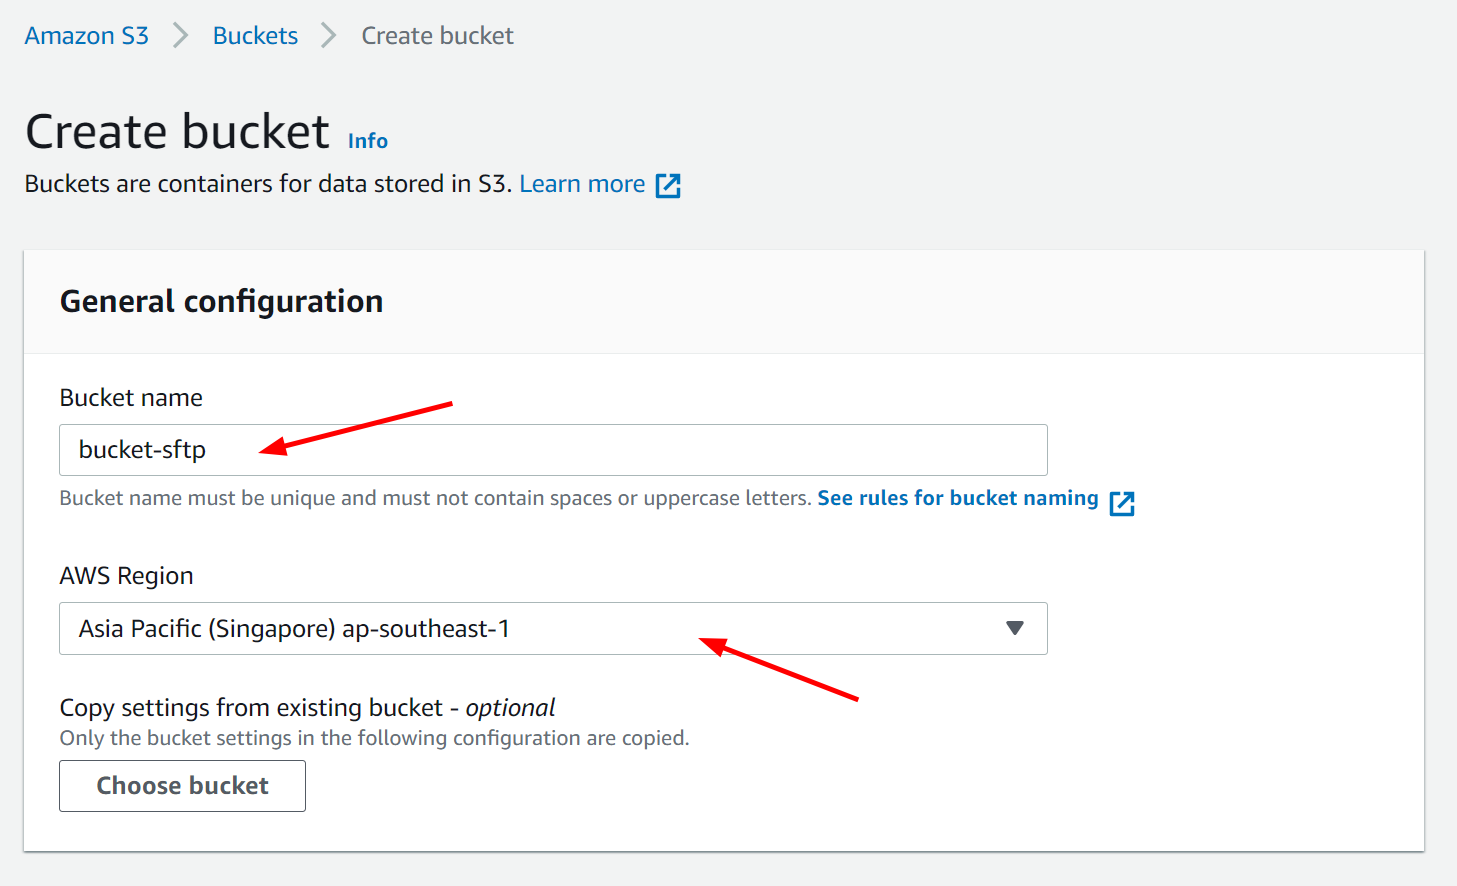 Amazon S3 > Buckets > Create bucket
Create bucket Info
Buckets are containers for data stored in S3. Learn more
General configuration
Bucket name
bucket-sftp
Bucket name must be unique and must not contain spaces or uppercase letters. See rules for bucket naming
AWS Region
Asia Pacific (Singapore) ap-southeast-1
Copy settings from existing bucket - optional
Only the bucket settings in the following configuration are copied.
Choose bucket